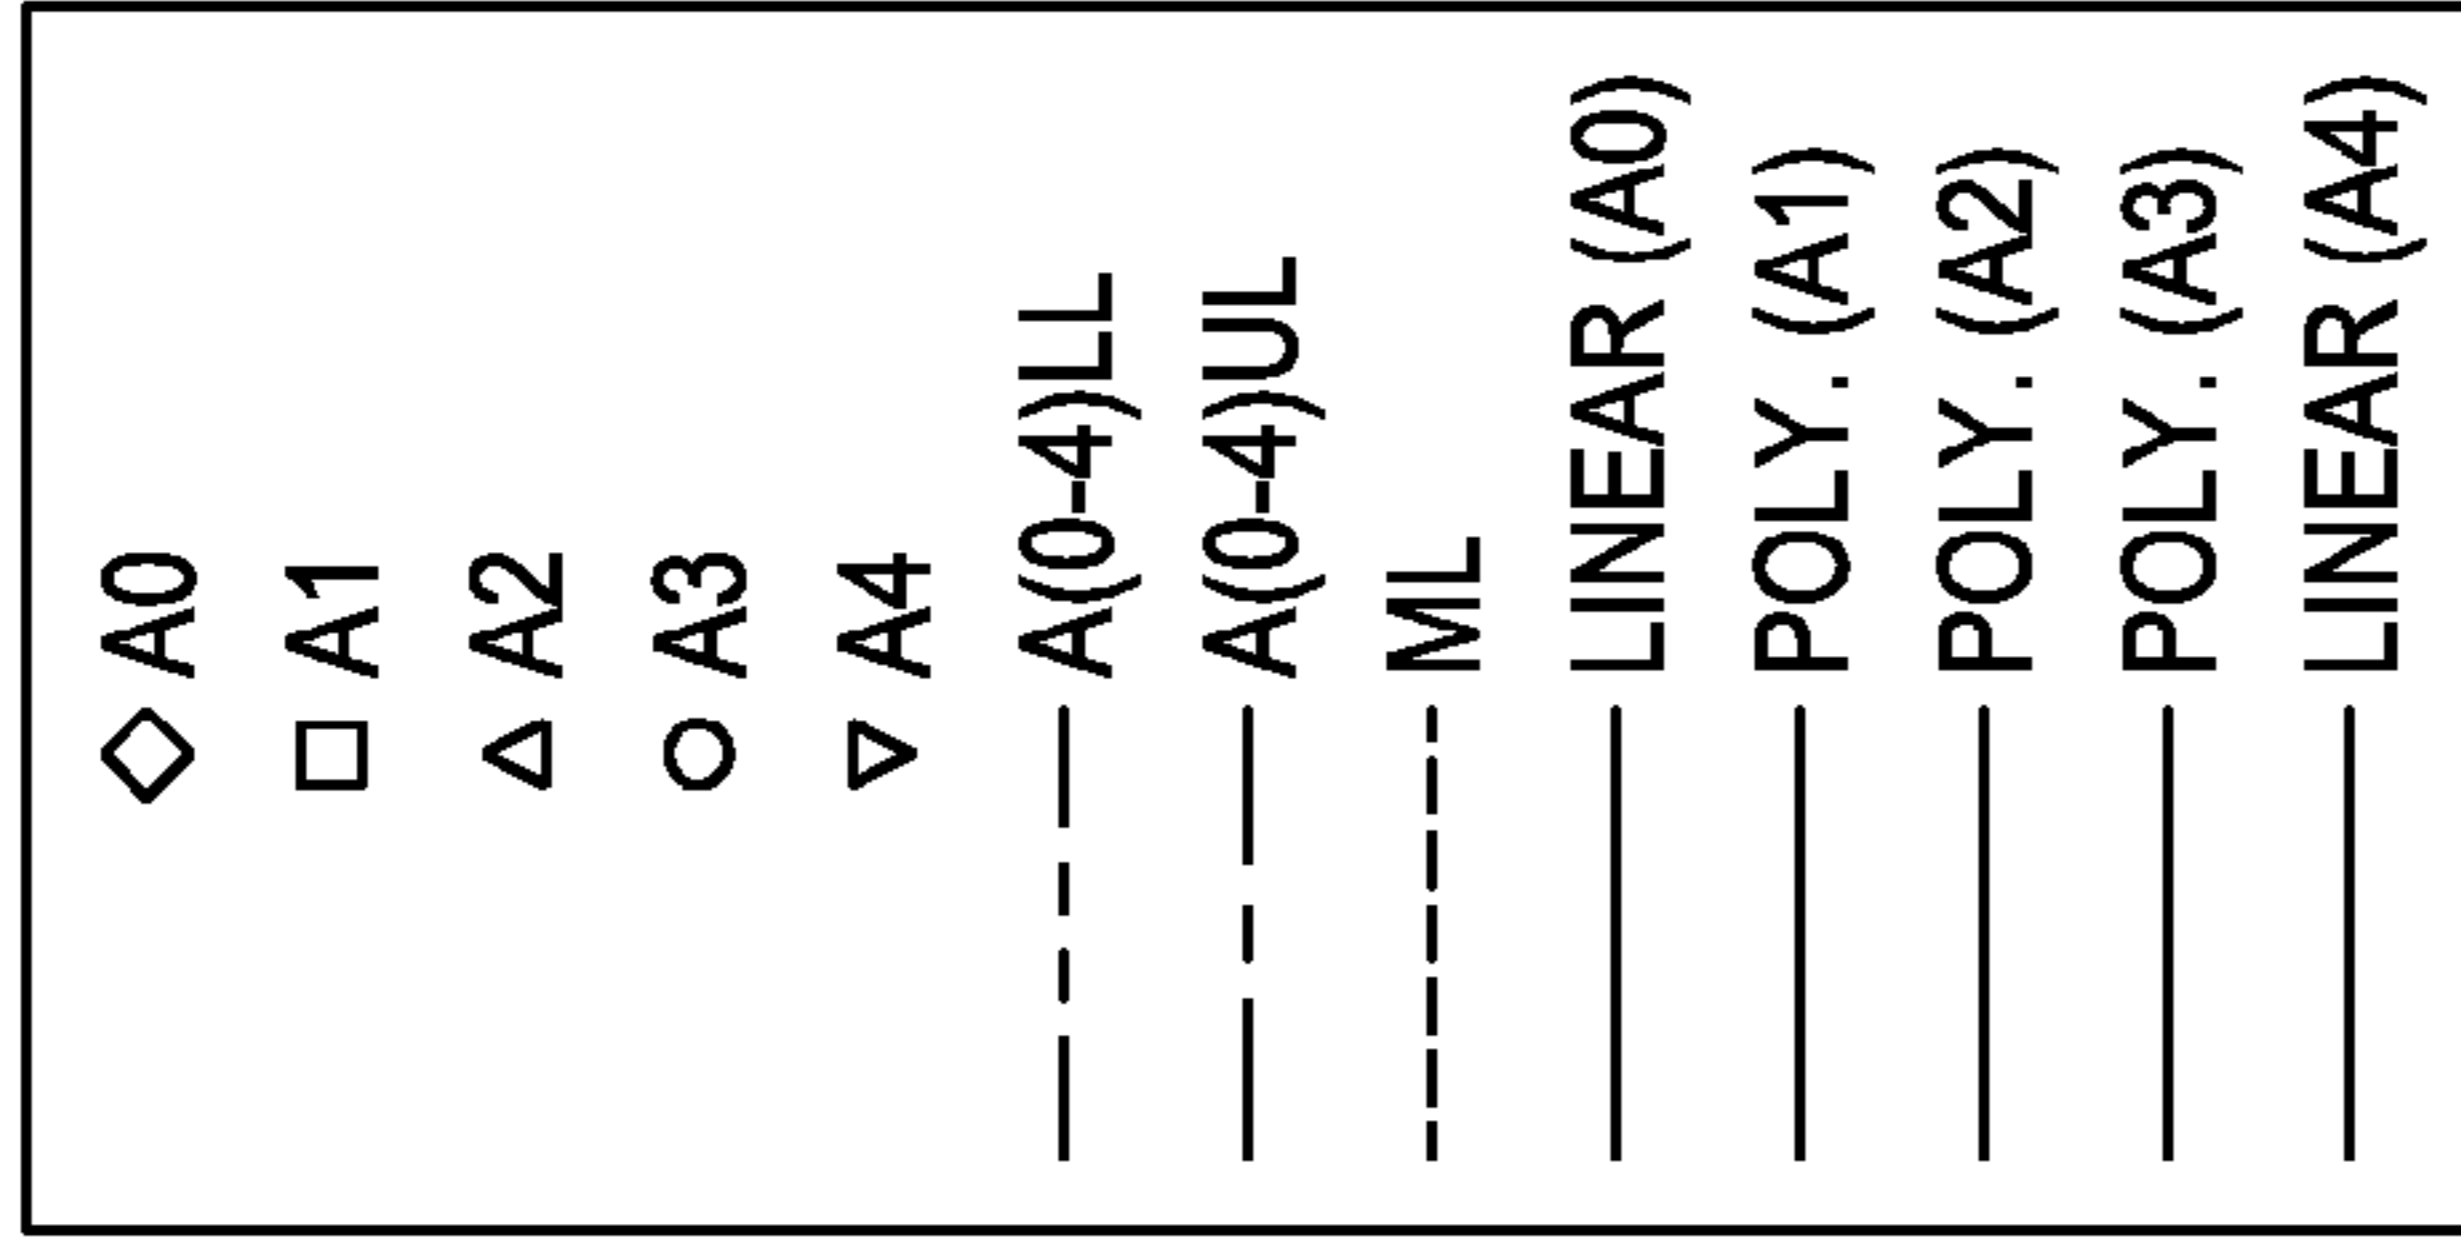 A0
A1
A2
A3
A4
A(0-4)LL
A(0-4)UL
ML
LINEAR (A0)
POLY. (A1)
POLY. (A2)
POLY. (A3)
LINEAR (A4)